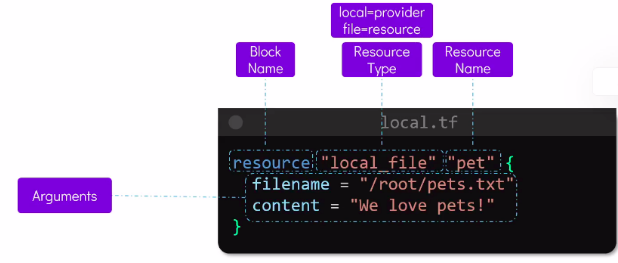 local=provider
file=resource
Block
Name
Resource
Type
Resource
Name
local.tf
resource "local_file" "pet" {
filename = "/root/pets.txt"
content = "We love pets!"
}
Arguments